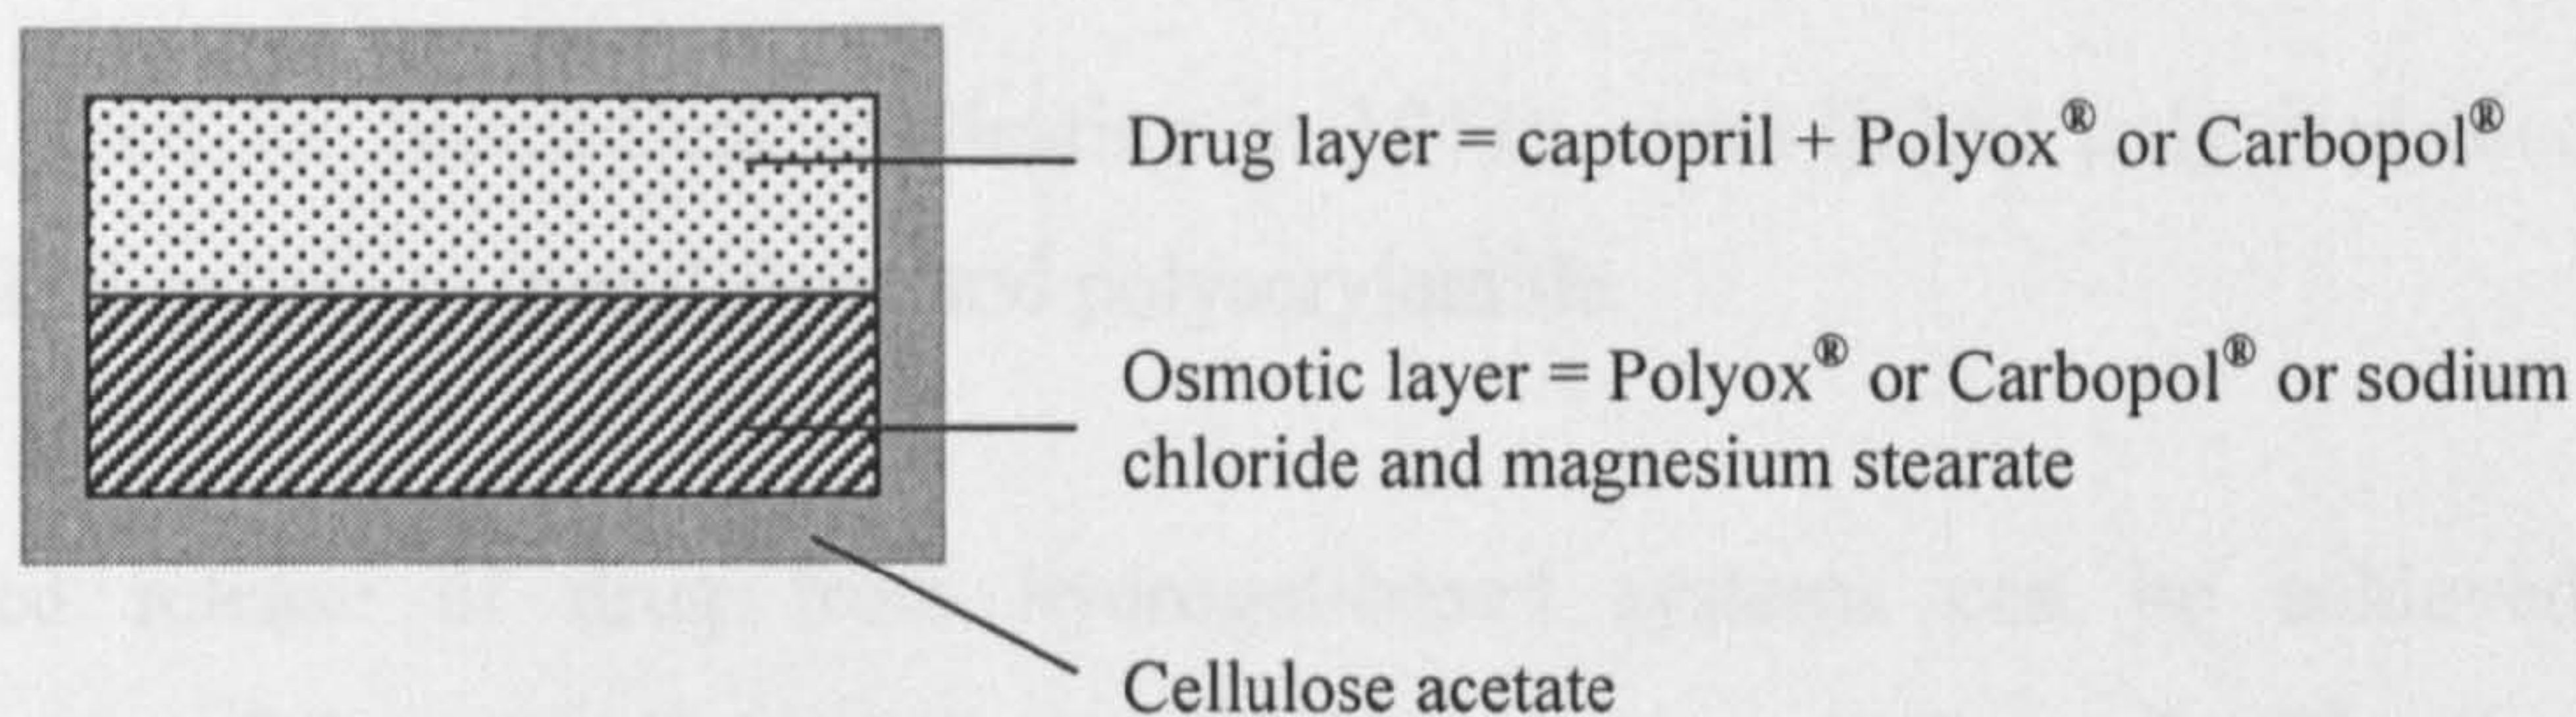 Drug layer = captopril + Polyox® or Carbopol®
Osmotic layer = Polyox® or Carbopol® or sodium
chloride and magnesium stearate
Cellulose acetate